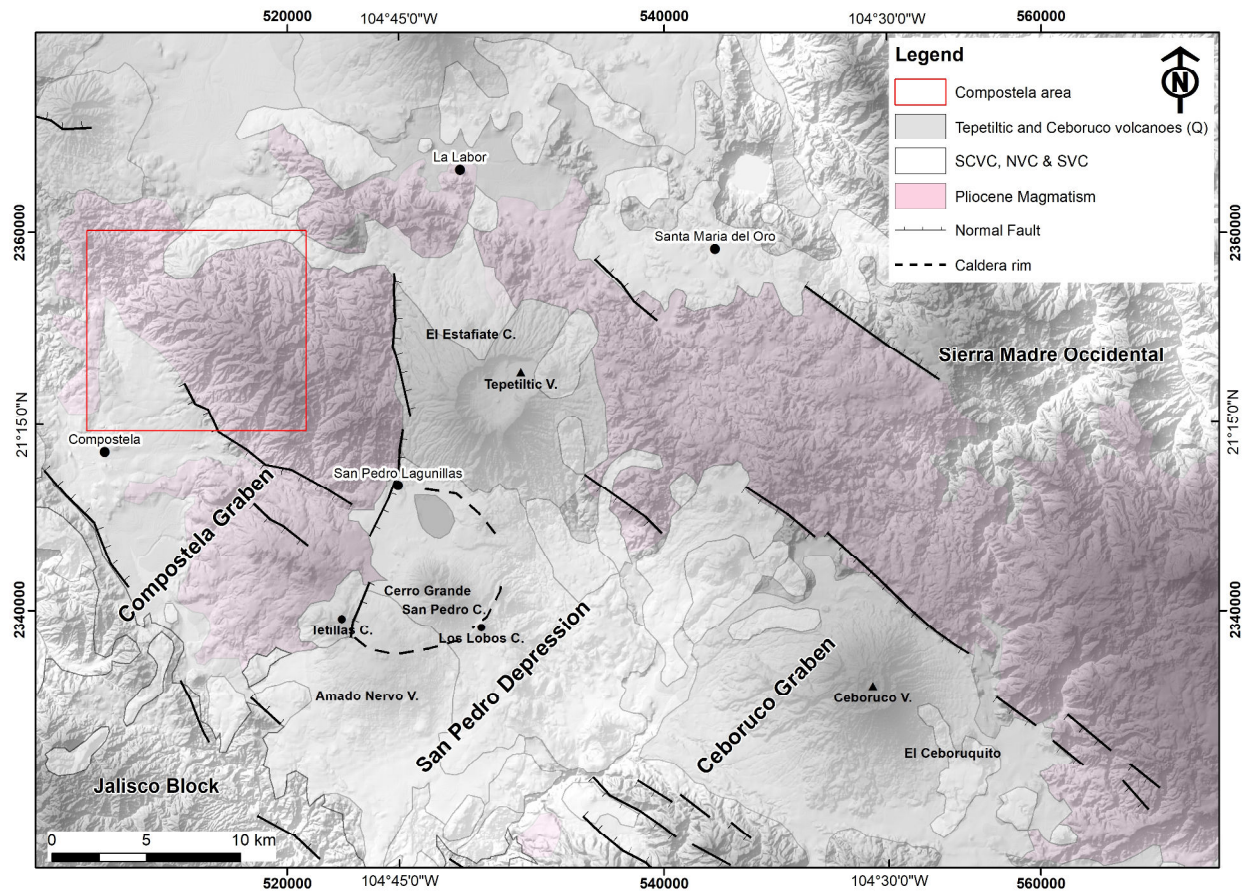 520000
104°45'0"W
540000
104°30'0"W
560000
Legend
N
Compostela area
Tepetiltic and Ceboruco volcanoes (Q)
SCVC, NVC & SVC
Pliocene Magmatism
Normal Fault
Caldera rim
La Labor
2360000
2360000
Santa Maria del Oro
El Estafiate C.
Sierra Madre Occidental
Tepetiltic V.
21°15'0"N
21°15'0"N
Compostela
San Pedro Lagunillas
Compostela Graben
2340000
2340000
Cerro Grande
San Pedro C.
Tetillas C.
Los Lobos C.
San Pedro Depression
Ceboruco Graben
Amado Nervo V.
Ceboruco V.
El Ceboruquito
Jalisco Block
0
5
10 km
520000
104°45'0"W
540000
104°30'0"W
560000